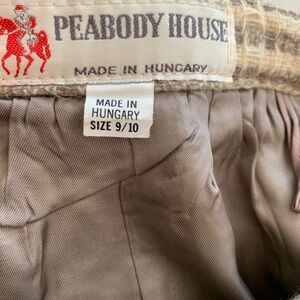 PEABODY HOUSE
MADE IN HUNGARY
MADE IN
HUNGARY
SIZE 9/10